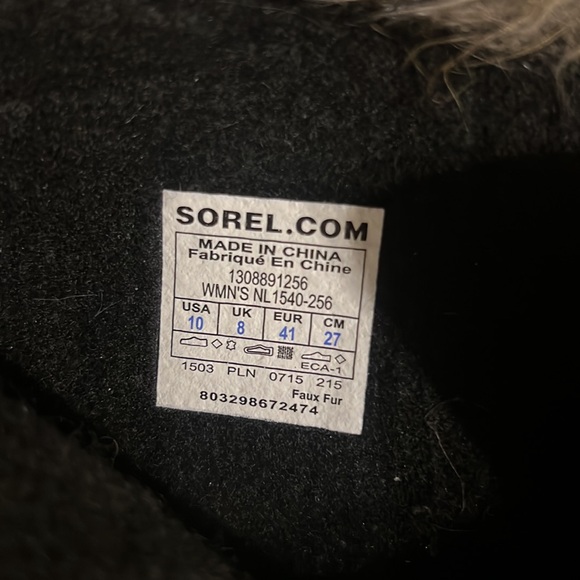 SOREL.COM
MADE IN CHINA
Fabriqué En Chine
1308891256
WMN'S NL1540-256
USA UK EUR CM
10 8 41 27
ECA-1
1503 PLN 0715 215
Faux Fur
803298672474